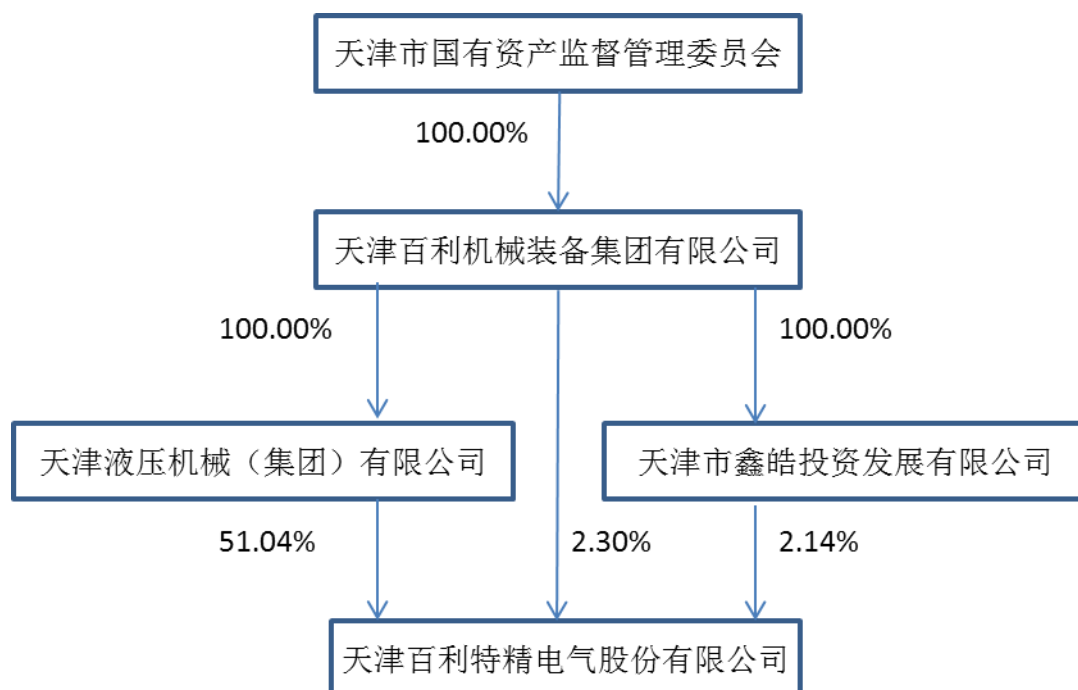 天津市国有资产监督管理委员会
100.00%
天津百利机械装备集团有限公司
100.00%
100.00%
天津液压机械（集团）有限公司
天津市鑫皓投资发展有限公司
51.04%
2.30%
2.14%
天津百利特精电气股份有限公司